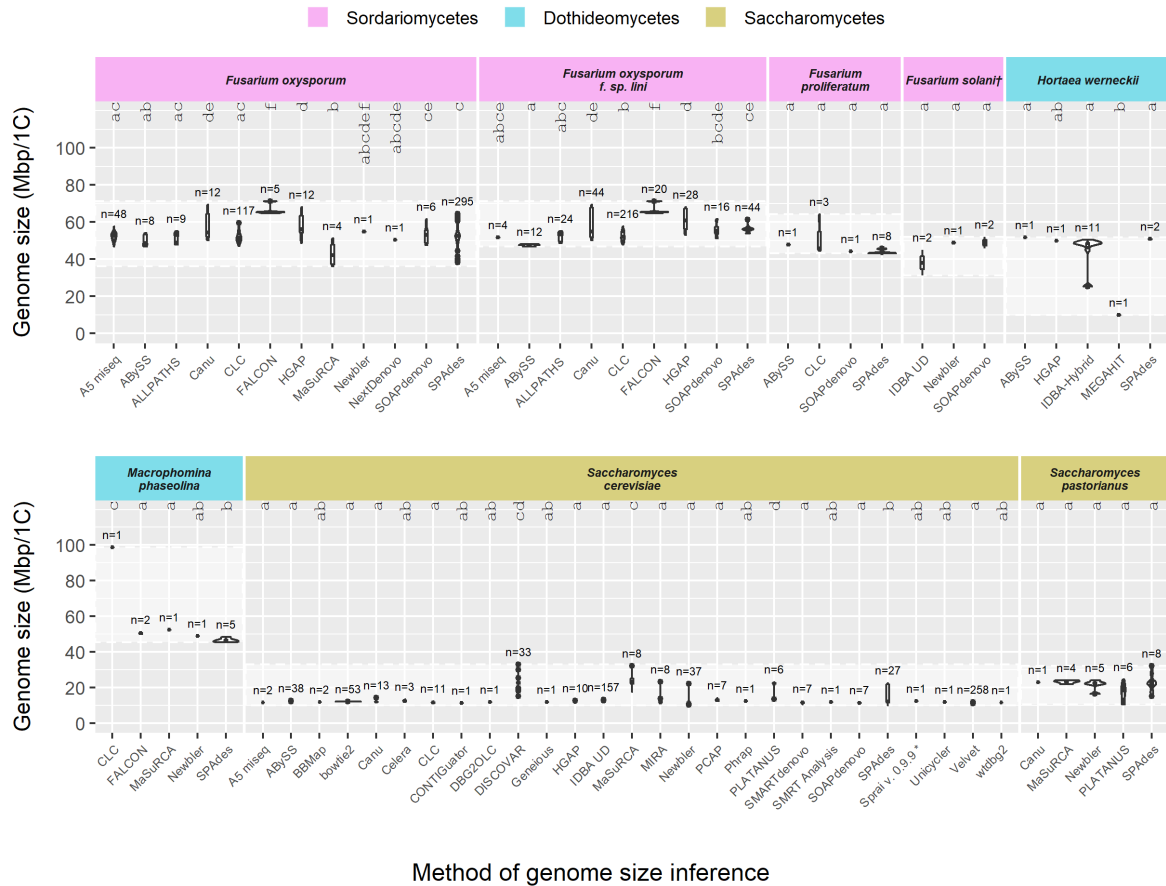 Sordariomycetes Dothideomycetes Saccharomycetes
Fusarium oxysporum
Fusarium oxysporum
f. sp. lini
Fusarium
proliferatum
Fusarium solani†
Hortaea werneckii
ac ab a ac de ac f d b abcdef abcde ce c
abce a abc de b f d bcde ce
a a a a
a a a
a ab a b a
Genome size (Mbp/1C)
100
80
60
40
20
0
n=48 n=8 n=9 n=12 n=117 n=5 n=12 n=4 n=1 n=1 n=6 n=295
n=4 n=12 n=24 n=44 n=216 n=20 n=28 n=16 n=44
n=1 n=3 n=1 n=8
n=2 n=1 n=2
n=1 n=1 n=11 n=1 n=2
A5 miseq ABySS ALLPATHS Canu CLC FALCON HGAP MaSuRCA Newbler NextDenovo SOAPdenovo SPAdes
A5 miseq ABySS ALLPATHS Canu CLC FALCON HGAP SOAPdenovo SPAdes
ABySS CLC SOAPdenovo SPAdes
IDBA UD Newbler SOAPdenovo
ABySS HGAP IDBA-Hybrid MEGAHIT SPAdes
Macrophomina
phaseolina
Saccharomyces
cerevisiae
Saccharomyces
pastorianus
c a a ab b
a a ab a a ab a ab ab cd ab a a c a a a ab d a ab a b ab ab a ab
a a a a a
Genome size (Mbp/1C)
100
80
60
40
20
0
n=1 n=2 n=1 n=1 n=5
n=2 n=38 n=2 n=53 n=13 n=3 n=11 n=1 n=1 n=33 n=1 n=10 n=157 n=8 n=8 n=37 n=7 n=1 n=6 n=7 n=1 n=7 n=27 n=1 n=1 n=258 n=1
n=1 n=4 n=5 n=6 n=8
CLC FALCON MaSuRCA Newbler SPAdes
A5 miseq ABySS BBMap bowtie2 Canu Celera CLC CONTIGuator DBG2OLC DISCOVAR Geneious HGAP IDBA UD MaSuRCA MIRA Newbler PCAP Phrap PLATANUS SMARTdenovo SMRT Analysis SOAPdenovo SPAdes Sprai v. 0.9.9 * Unicycler Velvet wtdbg2
Canu MaSuRCA Newbler PLATANUS SPAdes
Method of genome size inference